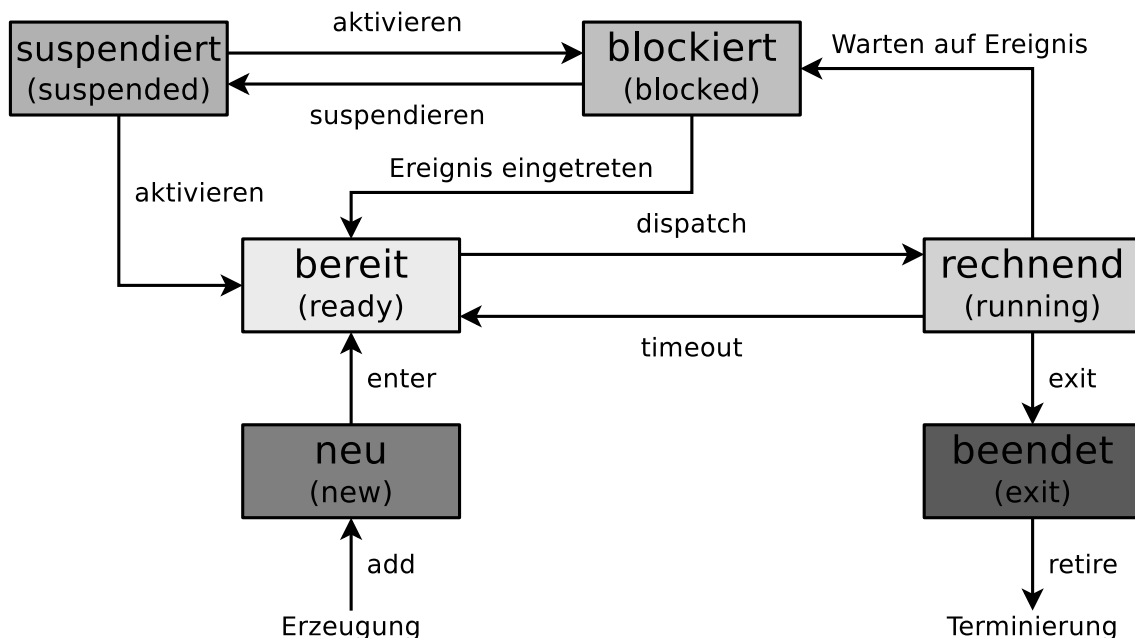 aktivieren
suspendiert
(suspended)
blockiert
(blocked)
Warten auf Ereignis
suspendieren
Ereignis eingetreten
aktivieren
dispatch
bereit
(ready)
rechnend
(running)
timeout
enter
exit
neu
(new)
beendet
(exit)
add
retire
Erzeugung
Terminierung